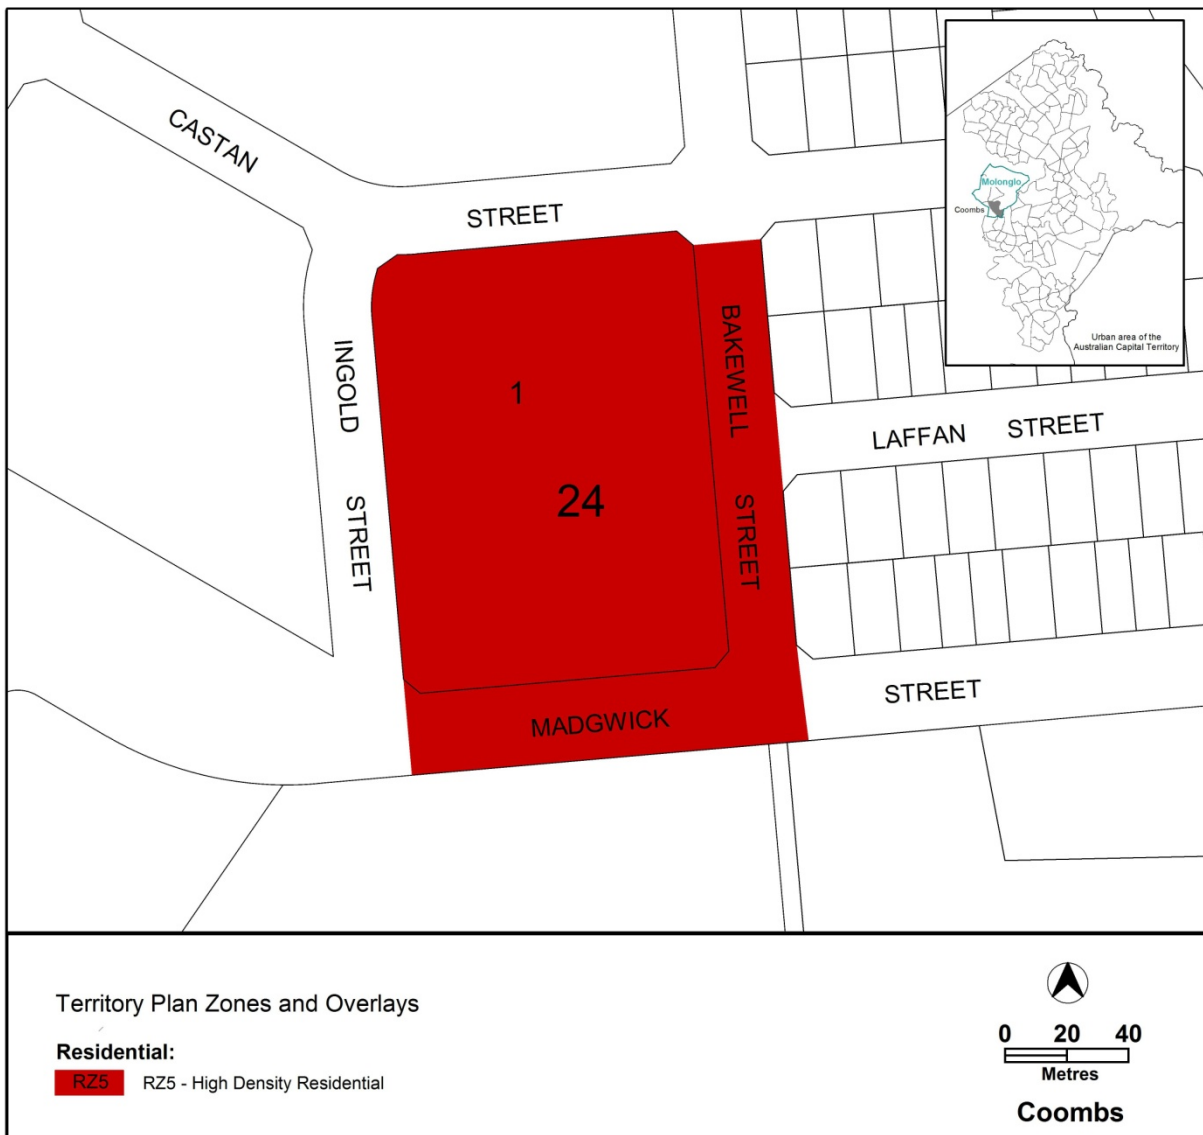 CASTAN
STREET
Molonglo
Coombs
Urban area of the
Australian Capital Territory
INGOLD
STREET
1
24
BAKEWELL
STREET
LAFFAN STREET
MADGWICK
STREET
Territory Plan Zones and Overlays
Residential:
RZ5 RZ5 - High Density Residential
0 20 40
Metres
Coombs